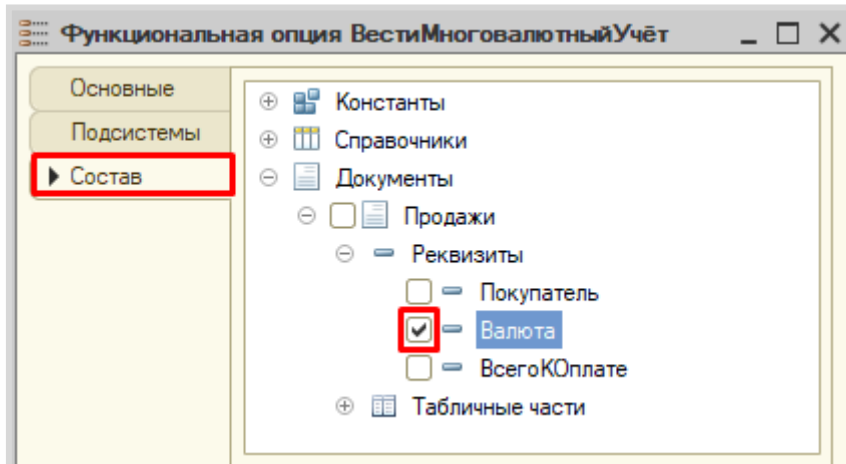 Функциональная опция ВестиМноговалютныйУчёт
Основные
Подсистемы
Состав
Константы
Справочники
Документы
Продажи
Реквизиты
Покупатель
Валюта
ВсегоКОплате
Табличные части